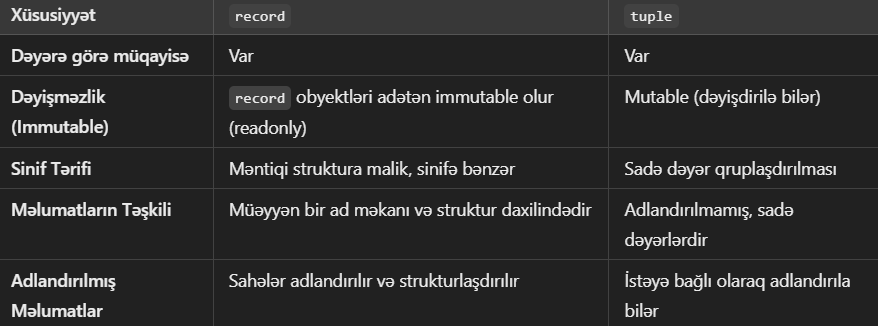 Xüsusiyyət record tuple
Dəyərə görə müqayisə Var Var
Dəyişməzlik record obyektləri adətən immutable olur Mutable (dəyişdirilə bilər)
(Immutable) (readonly)
Sinif Tərifi Məntiqi struktura malik, sinifə bənzər Sadə dəyər qruplaşdırılması
Məlumatların Təşkili Müəyyən bir ad məkanı və struktur daxilindədir Adlandırılmamış, sadə
dəyərlərdir
Adlandırılmış Sahələr adlandırılır və strukturlaşdırılır İstəyə bağlı olaraq adlandırıla
Məlumatlar bilər